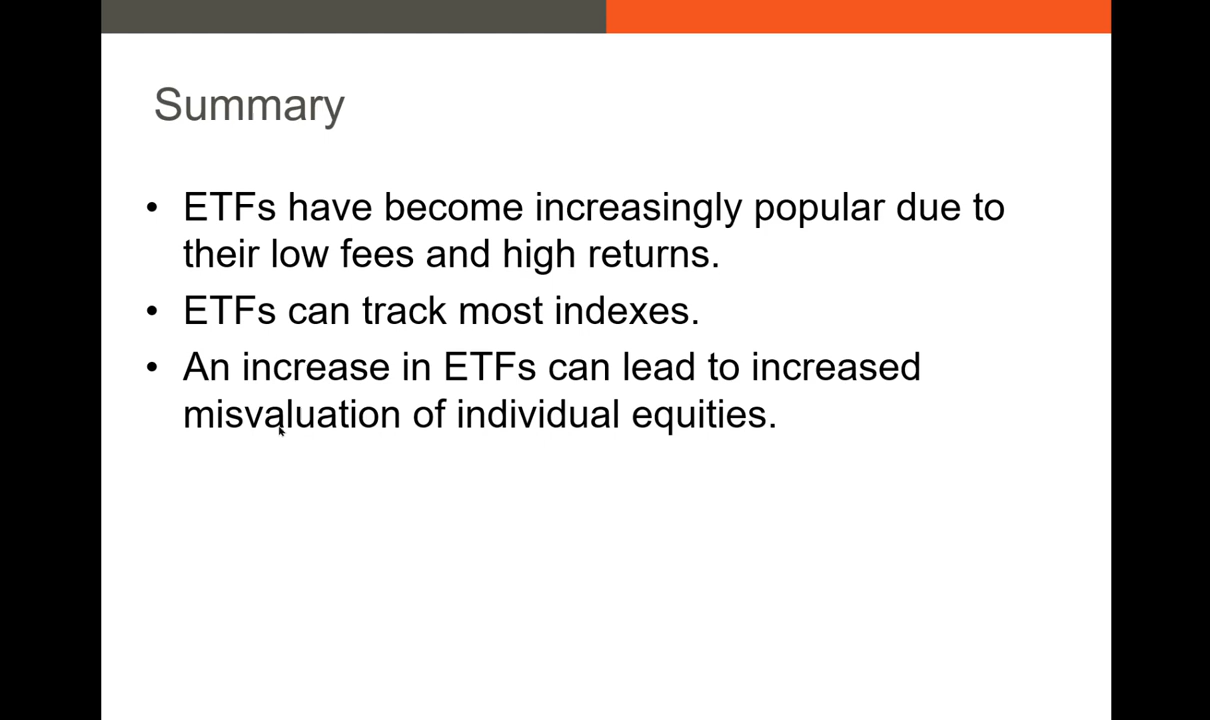 Summary
• ETFs have become increasingly popular due to
their low fees and high returns.
• ETFs can track most indexes.
• An increase in ETFs can lead to increased
misvaluation of individual equities.